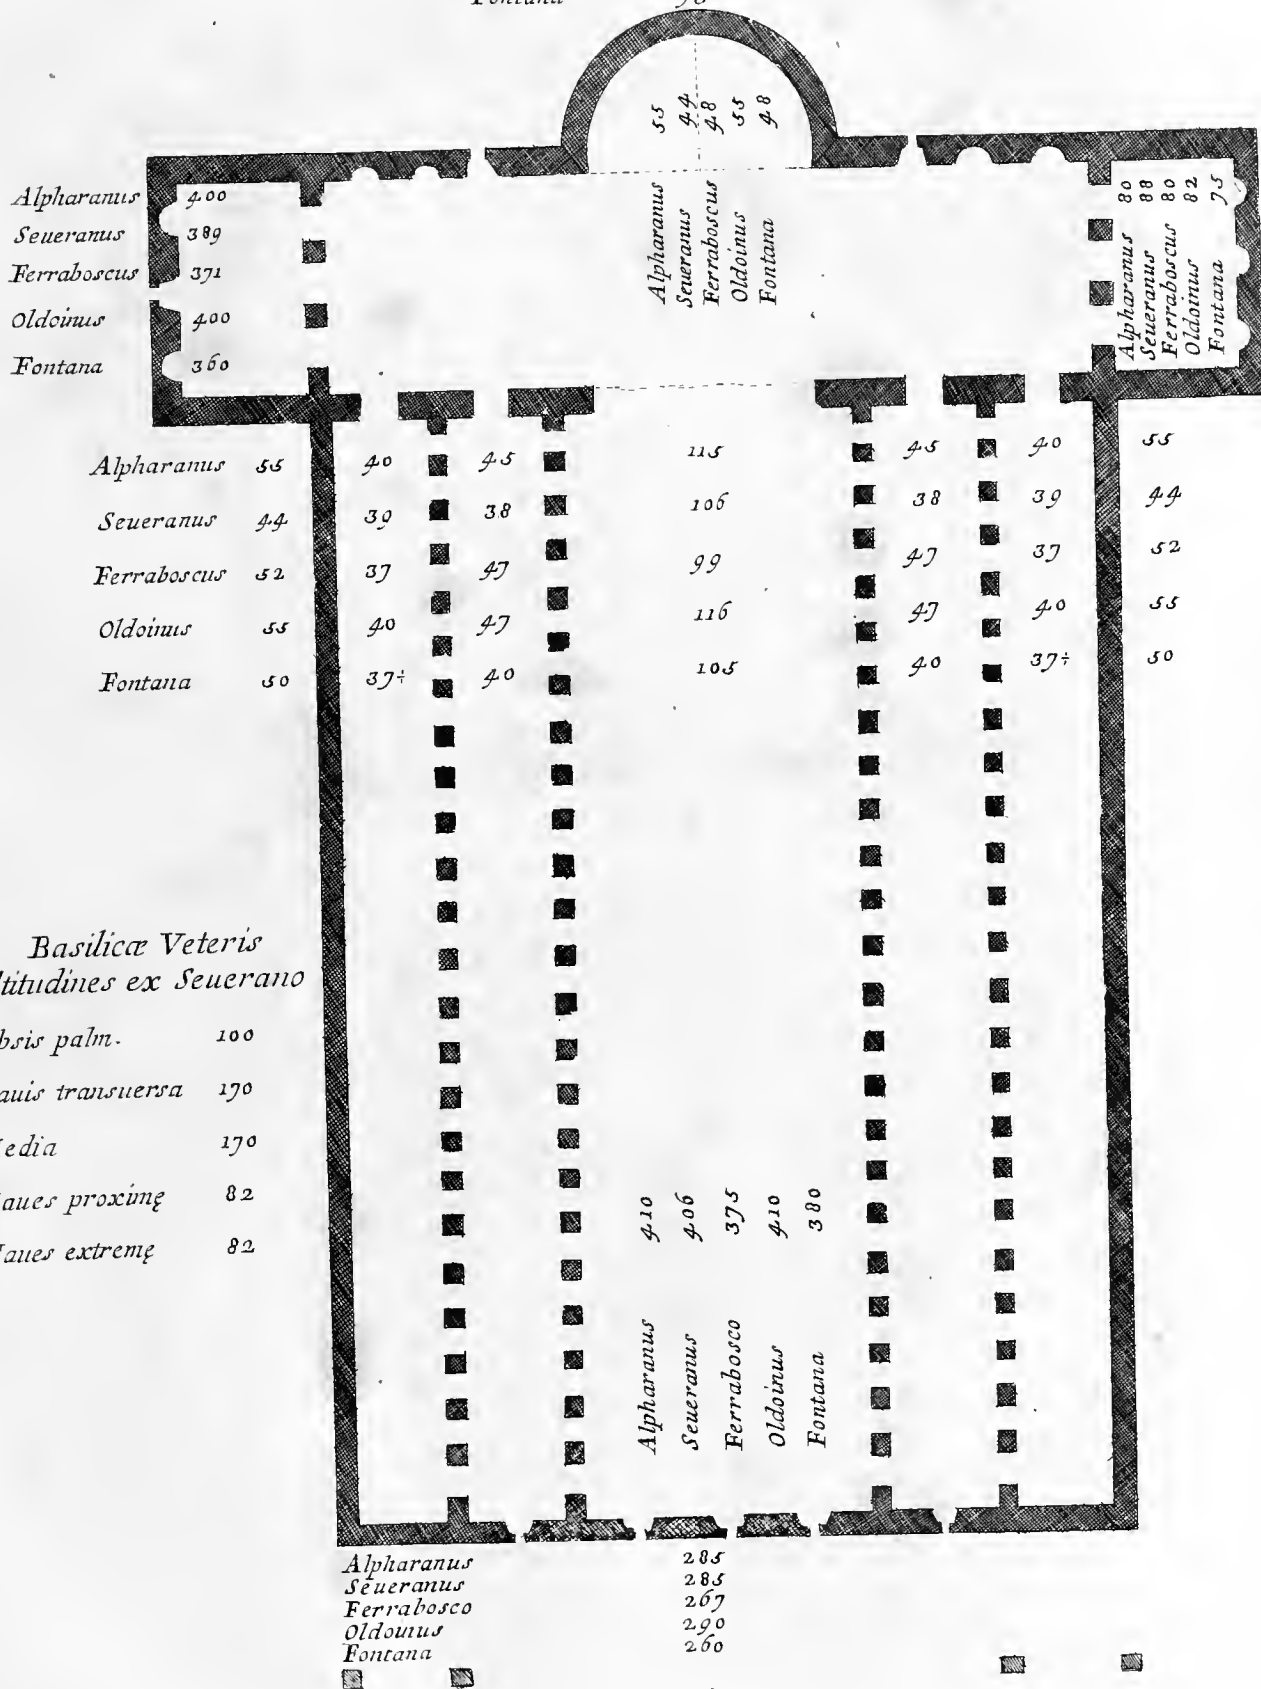 55 44 48 55 48
Alpharanus
Seueranus
Ferraboscus
Oldoinus
Fontana
Alpharanus 400
Seueranus 389
Ferraboscus 371
Oldoinus 400
Fontana 360
Alpharanus 80
Seueranus 88
Ferraboscus 80
Oldoinus 82
Fontana 75
Alpharanus 55 40 45 115 45 40 55
Seueranus 44 39 38 106 38 39 44
Ferraboscus 52 37 47 99 47 37 52
Oldoinus 55 40 47 116 47 40 55
Fontana 50 37÷ 40 105 40 37÷ 50
Basilicæ Veteris
ltitudines ex Seuerano
bsis palm. 100
auis transuersa 170
edia 170
aues proximę 82
aues extremę 82
Alpharanus 410
Seueranus 406
Ferrabosco 375
Oldoinus 410
Fontana 380
Alpharanus 285
Seueranus 285
Ferrabosco 267
Oldoinus 290
Fontana 260